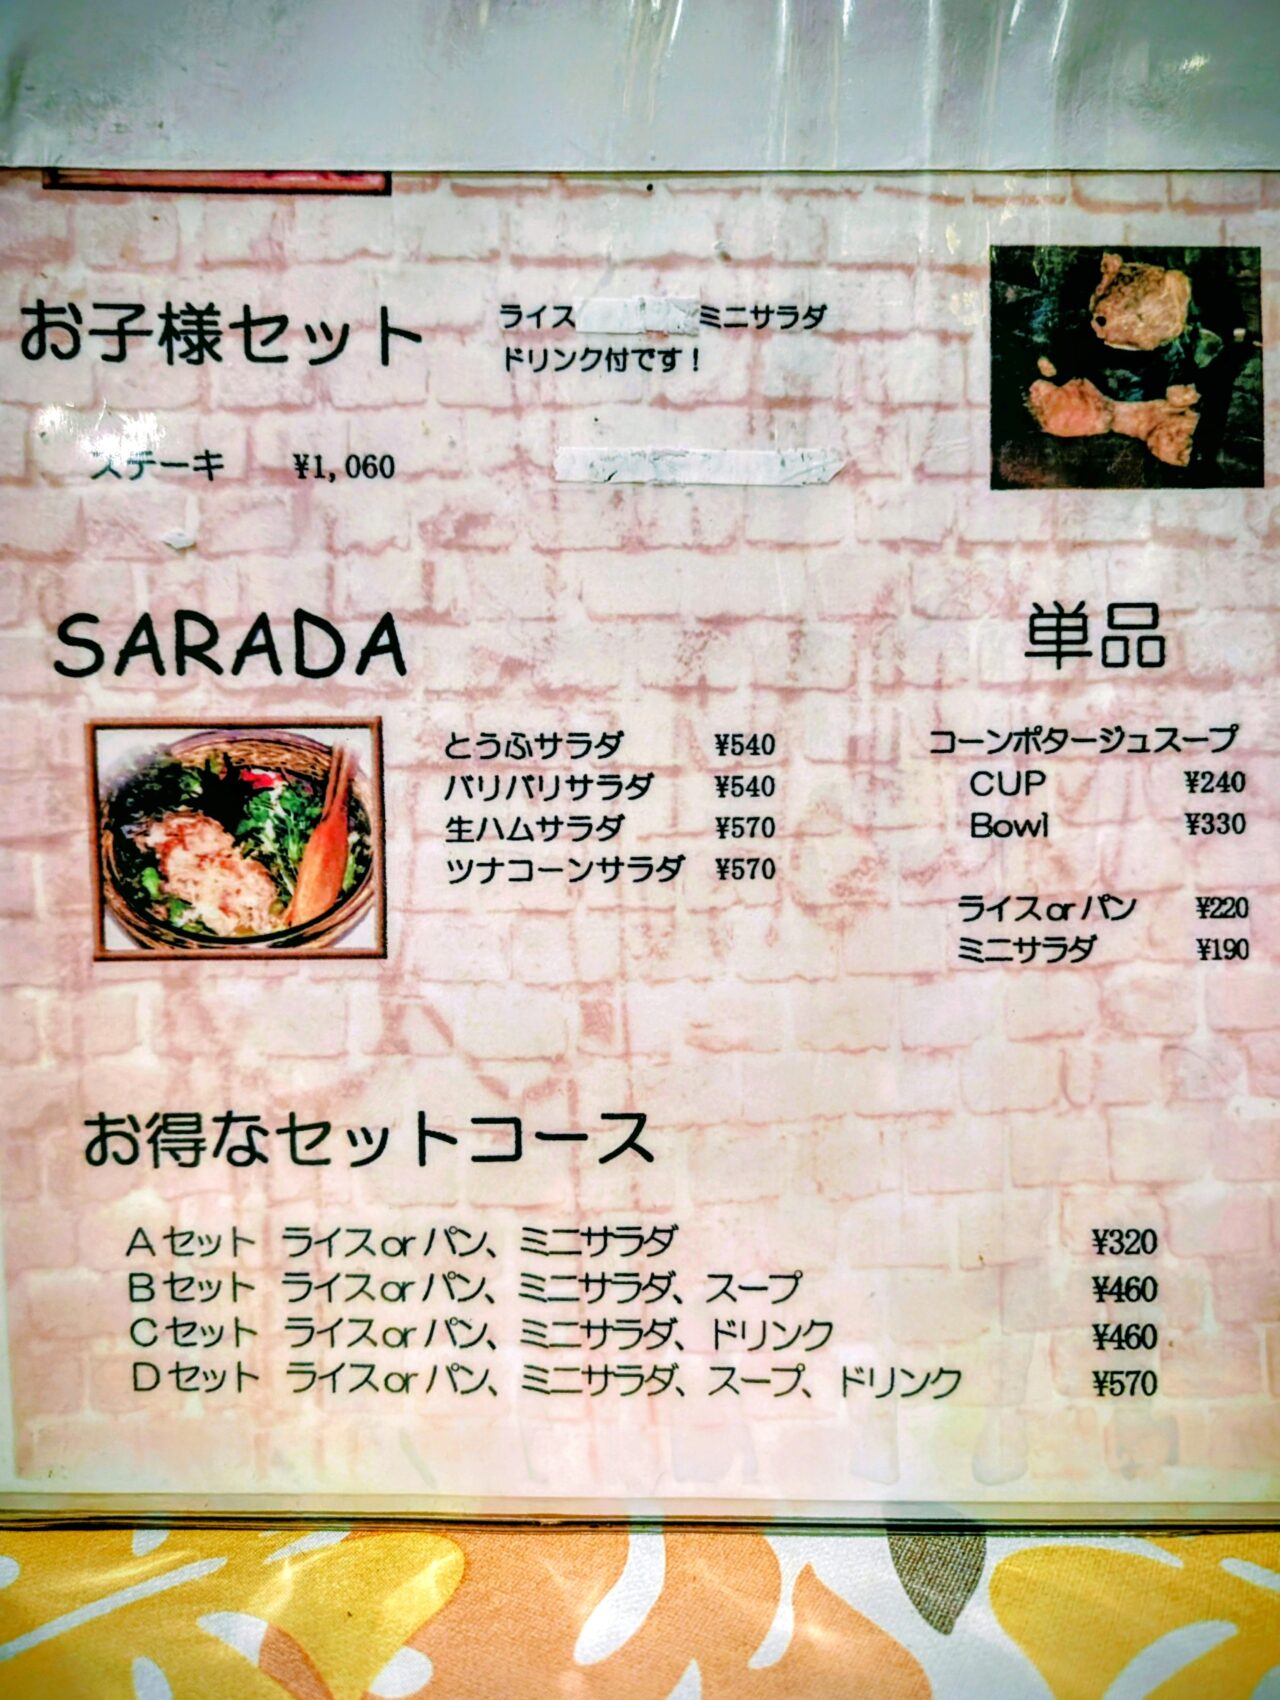 お子様セット
ライス ミニサラダ
ドリンク付です！
ステーキ ¥1,060
SARADA
とうふサラダ ¥540
バリバリサラダ ¥540
生ハムサラダ ¥570
ツナコーンサラダ ¥570
単品
コーンポタージュスープ
CUP ¥240
Bowl ¥330
ライスorパン ¥220
ミニサラダ ¥190
お得なセットコース
Aセット ライスorパン、ミニサラダ ¥320
Bセット ライスorパン、ミニサラダ、スープ ¥460
Cセット ライスorパン、ミニサラダ、ドリンク ¥460
Dセット ライスorパン、ミニサラダ、スープ、ドリンク ¥570